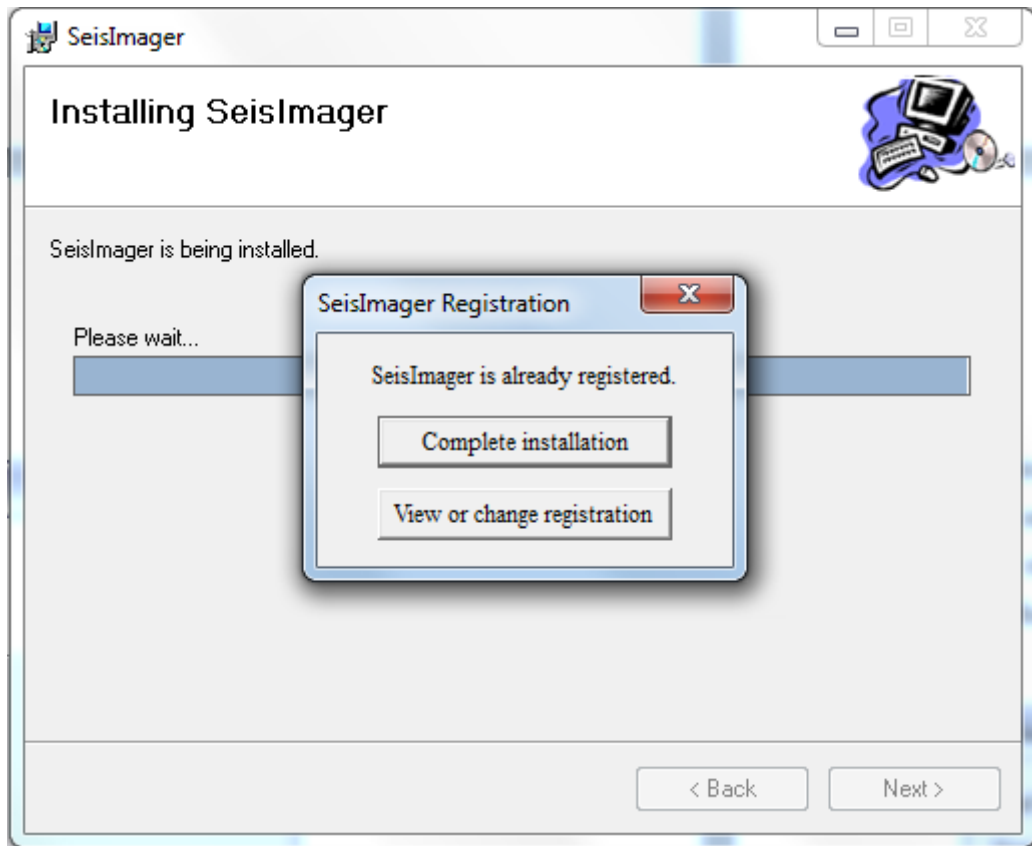 SeisImager
Installing SeisImager
SeisImager is being installed.
SeisImager Registration
Please wait...
SeisImager is already registered.
Complete installation
View or change registration
< Back
Next >